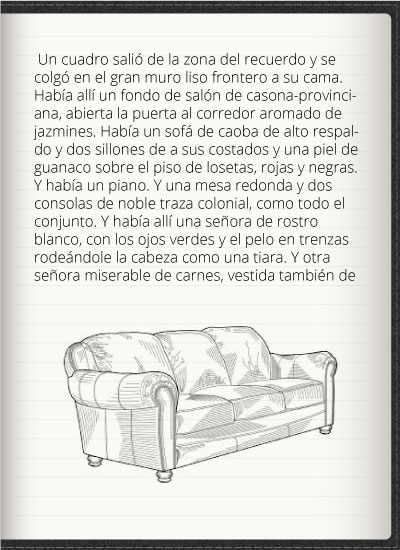 Un cuadro salió de la zona del recuerdo y se
colgó en el gran muro liso frontero a su cama.
Había allí un fondo de salón de casona-provinci-
ana, abierta la puerta al corredor aromado de
jazmines. Había un sofá de caoba de alto respal-
do y dos sillones de a sus costados y una piel de
guanaco sobre el piso de losetas, rojas y negras.
Y había un piano. Y una mesa redonda y dos
consolas de noble traza colonial, como todo el
conjunto. Y había allí una señora de rostro
blanco, con los ojos verdes y el pelo en trenzas
rodeándole la cabeza como una tiara. Y otra
señora miserable de carnes, vestida también de